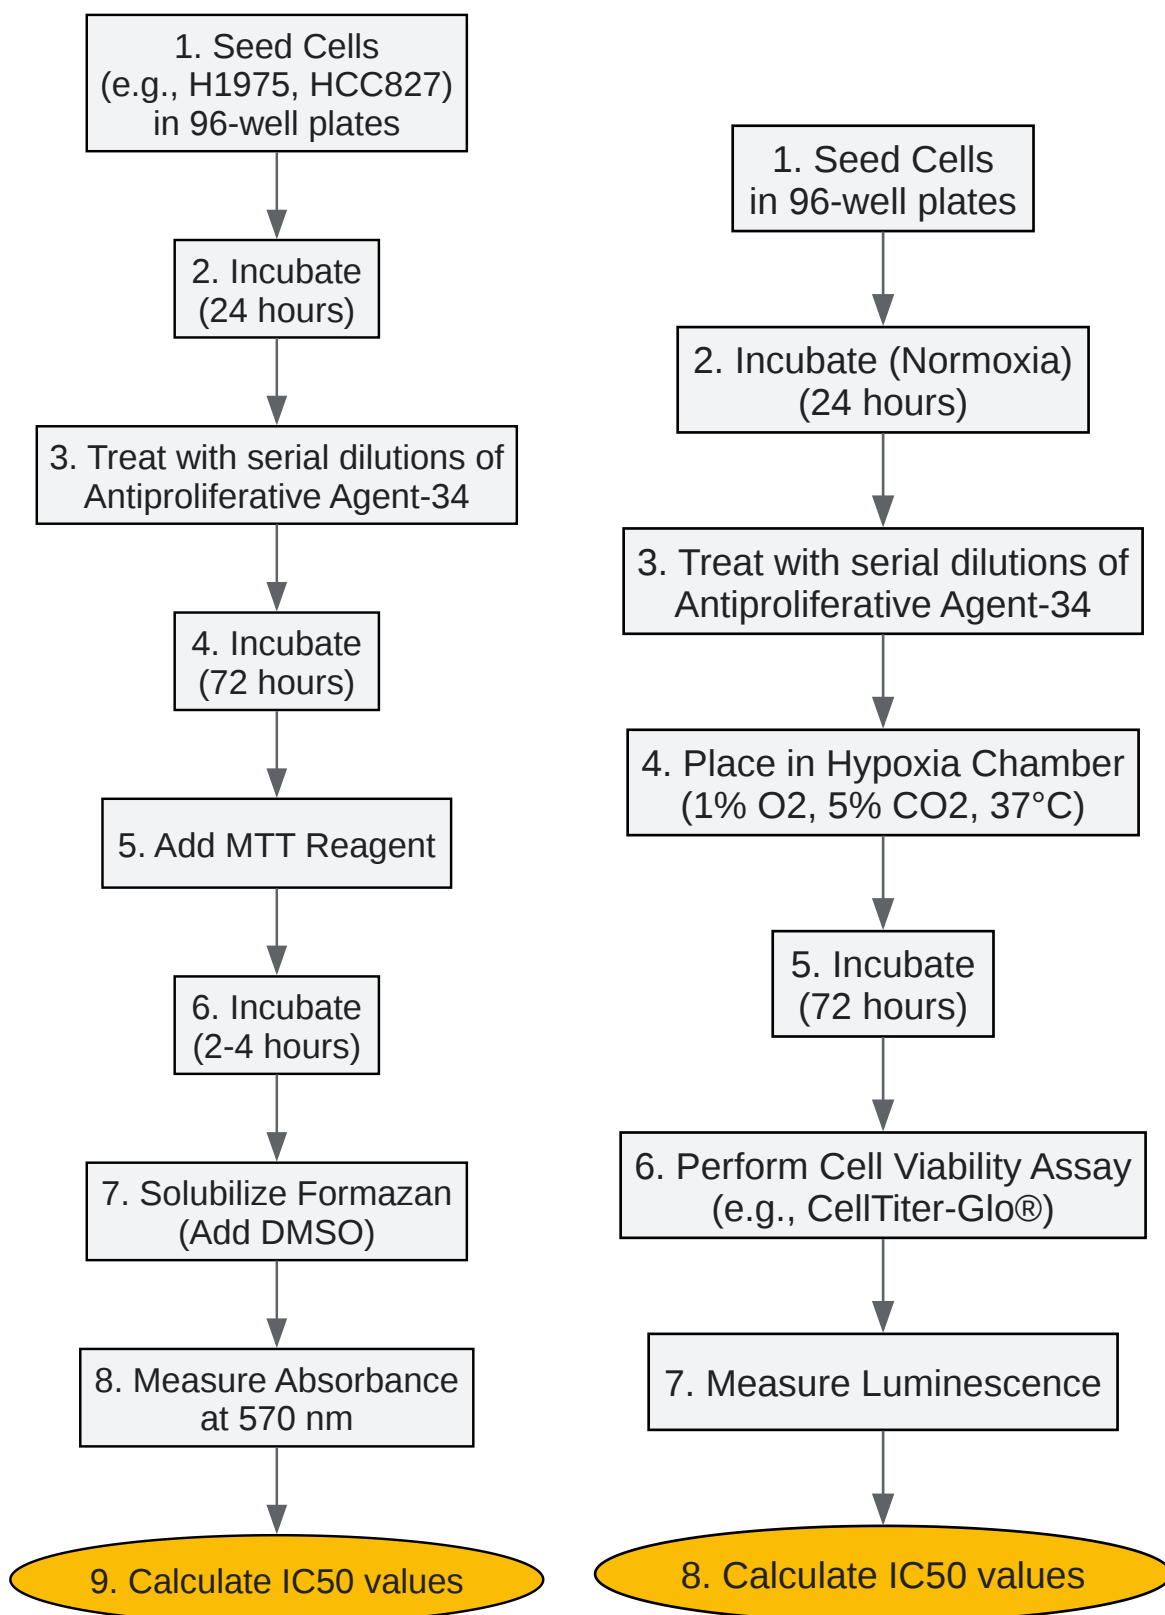 1. Seed Cells
(e.g., H1975, HCC827)
in 96-well plates
2. Incubate
(24 hours)
3. Treat with serial dilutions of
Antiproliferative Agent-34
4. Incubate
(72 hours)
5. Add MTT Reagent
6. Incubate
(2-4 hours)
7. Solubilize Formazan
(Add DMSO)
8. Measure Absorbance
at 570 nm
9. Calculate IC50 values
1. Seed Cells
in 96-well plates
2. Incubate (Normoxia)
(24 hours)
3. Treat with serial dilutions of
Antiproliferative Agent-34
4. Place in Hypoxia Chamber
(1% O2, 5% CO2, 37°C)
5. Incubate
(72 hours)
6. Perform Cell Viability Assay
(e.g., CellTiter-Glo®)
7. Measure Luminescence
8. Calculate IC50 values